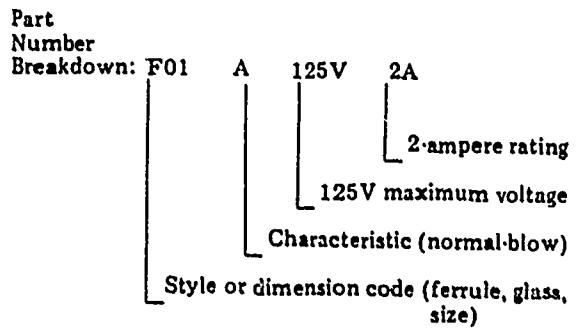 Part
Number
Breakdown: F01 A 125V 2A
2-ampere rating
125V maximum voltage
Characteristic (normal-blow)
Style or dimension code (ferrule, glass,
size)